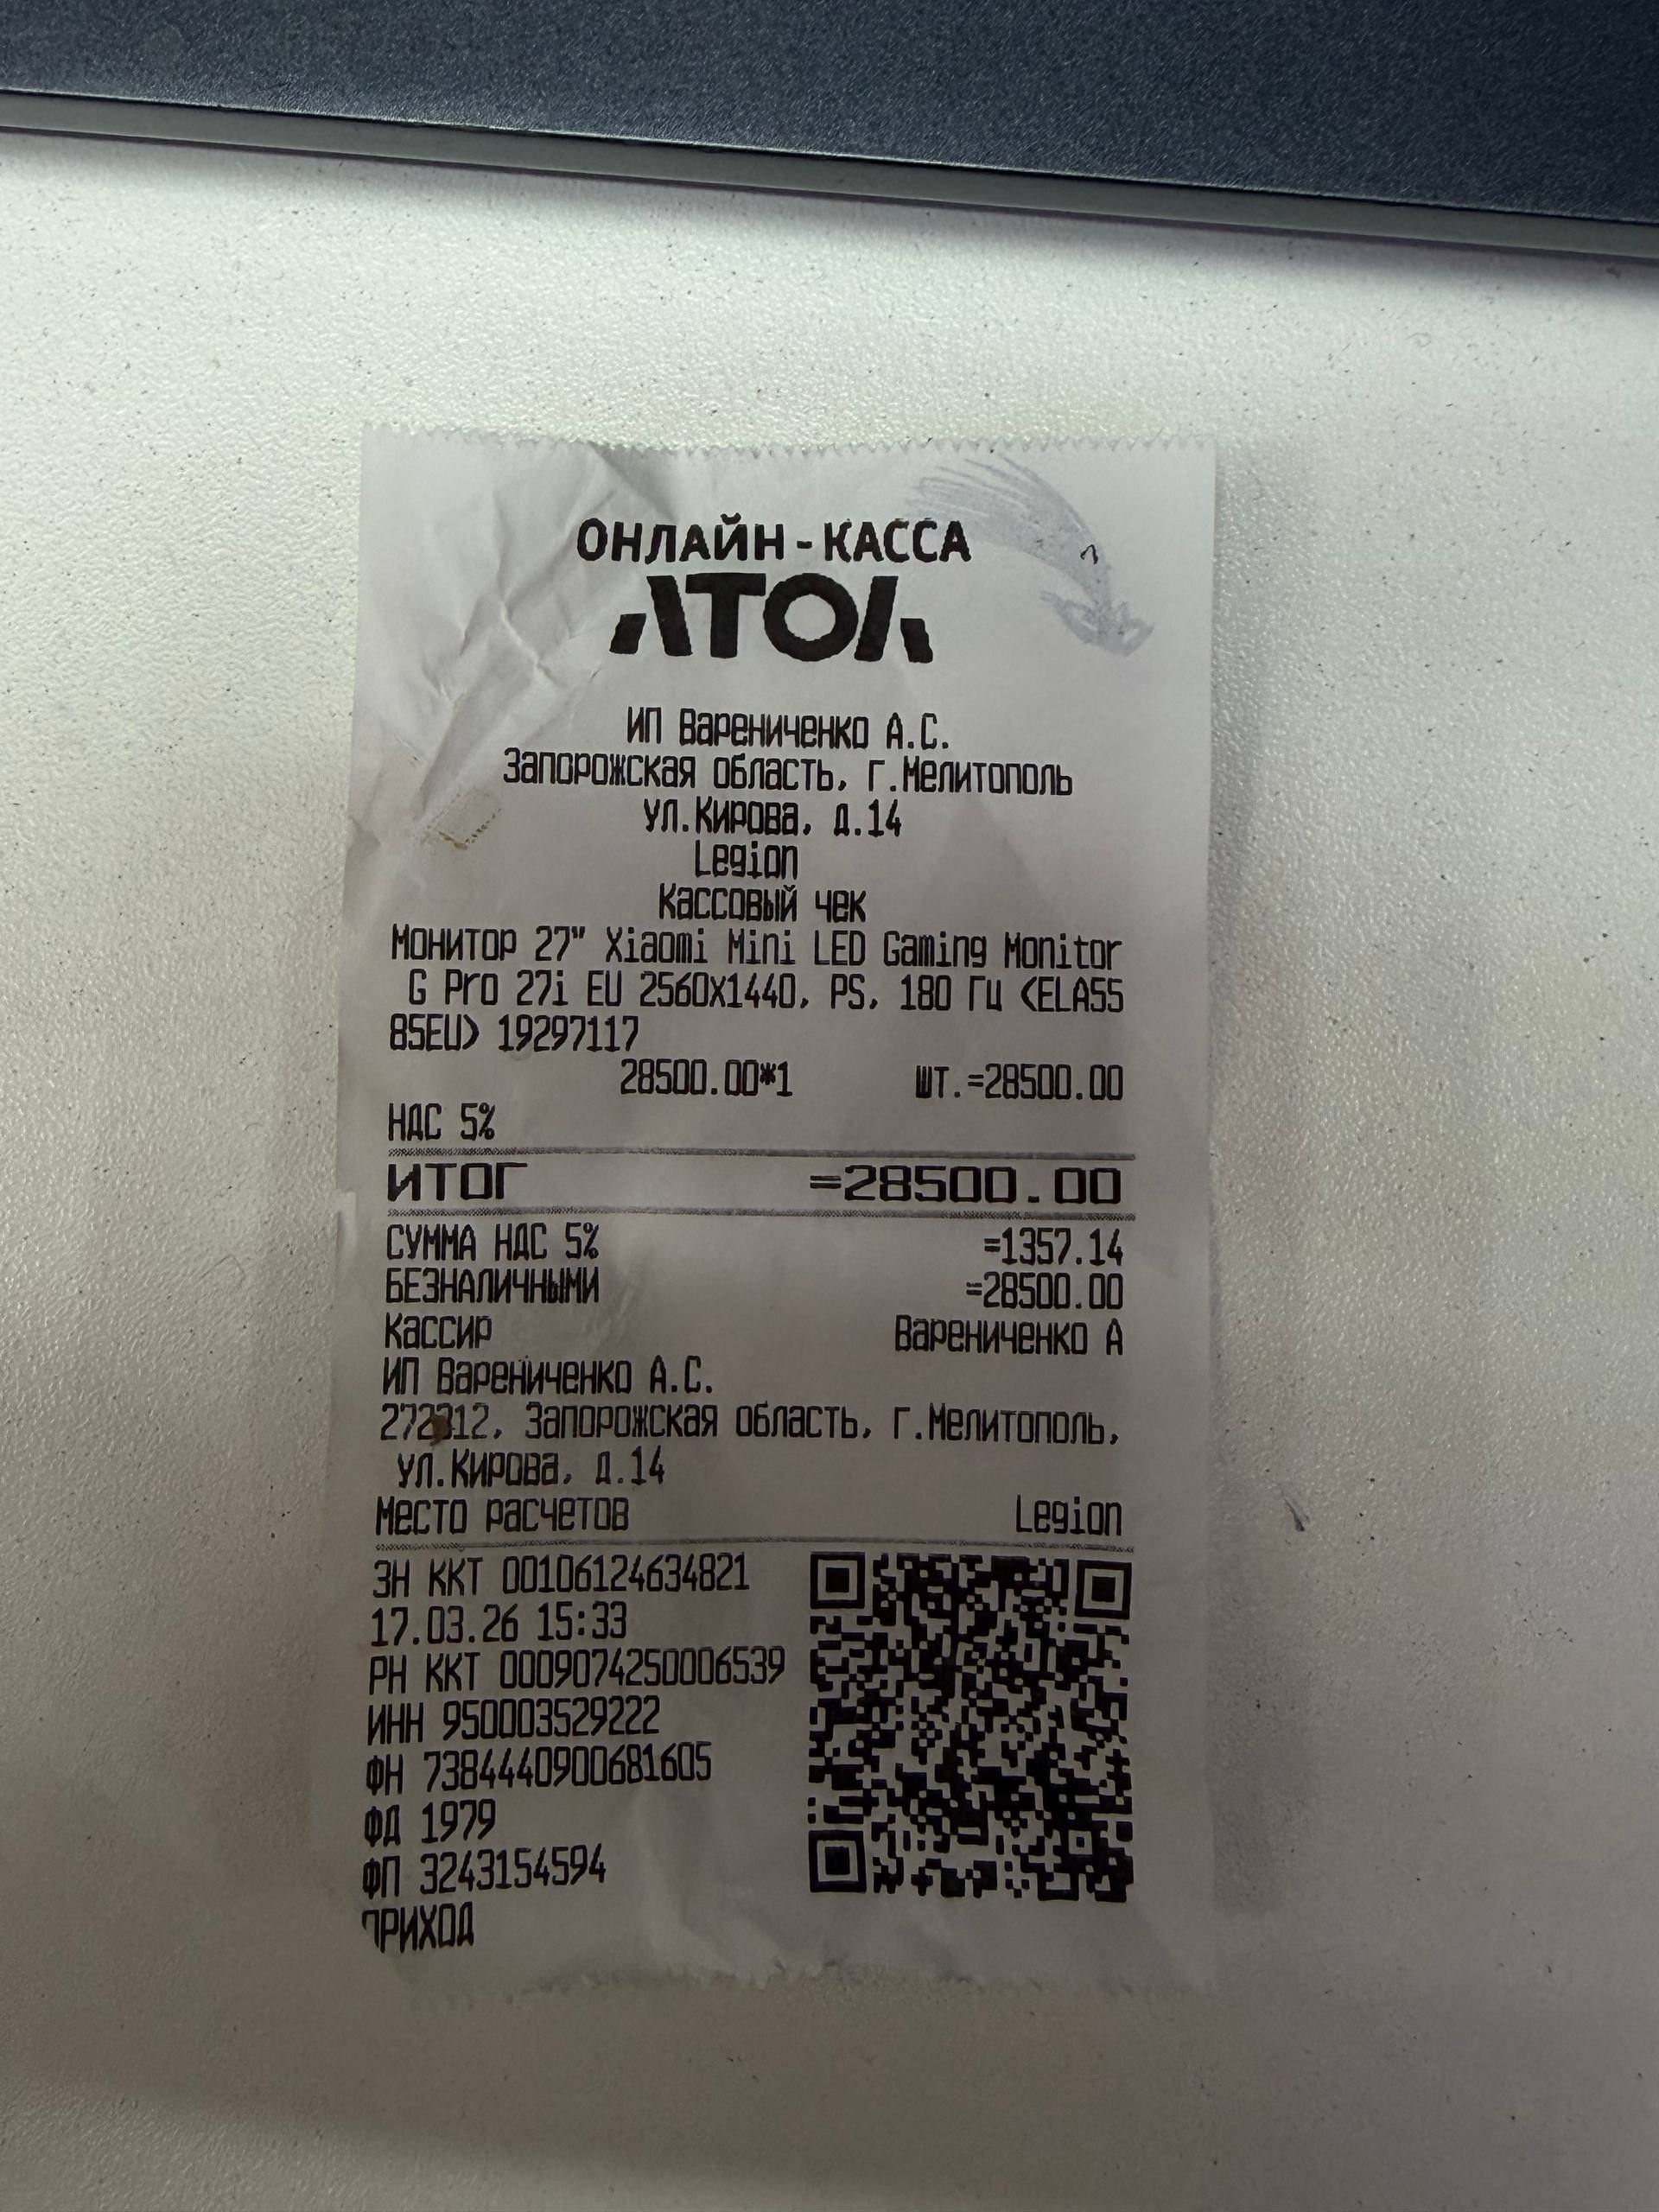 ОНЛАЙН-КАССА
АТОЛ
ИП Варениченко А.С.
Запорожская область, г.Мелитополь
ул.Кирова, д.14
Legion
Кассовый чек
Монитор 27" Xiaomi Mini LED Gaming Monitor
G Pro 27i EU 2560X1440, PS, 180 Гц <ELA55
85EU> 19297117
28500.00*1 шт.=28500.00
НДС 5%
ИТОГ =28500.00
СУММА НДС 5% =1357.14
БЕЗНАЛИЧНЫМИ =28500.00
Кассир Варениченко А
ИП Варениченко А.С.
272312, Запорожская область, г.Мелитополь,
ул.Кирова, д.14
Место расчетов Legion
ЗН ККТ 00106124634821
17.03.26 15:33
РН ККТ 0009074250006539
ИНН 950003529222
ФН 7384440900681605
ФД 1979
ФП 3243154594
ПРИХОД